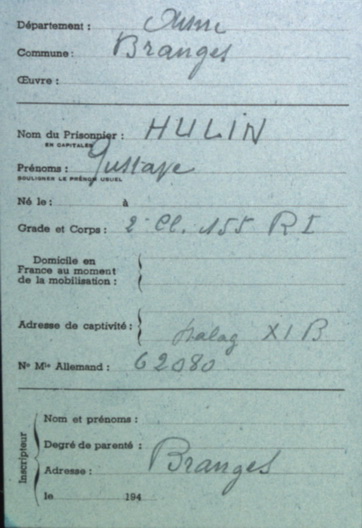 Département : Aisne
Commune : Branges
Œuvre :
Nom du Prisonnier : HULIN
EN CAPITALES
Prénoms : Gustave
SOULIGNER LE PRÉNOM USUEL
Né le : à
Grade et Corps : 2e Cl. 155 R I
Domicile en
France au moment
de la mobilisation :
Adresse de captivité : stalag XI B
No Mle Allemand : 62080
Inscripteur
Nom et prénoms :
Degré de parenté :
Adresse : Branges
le 194